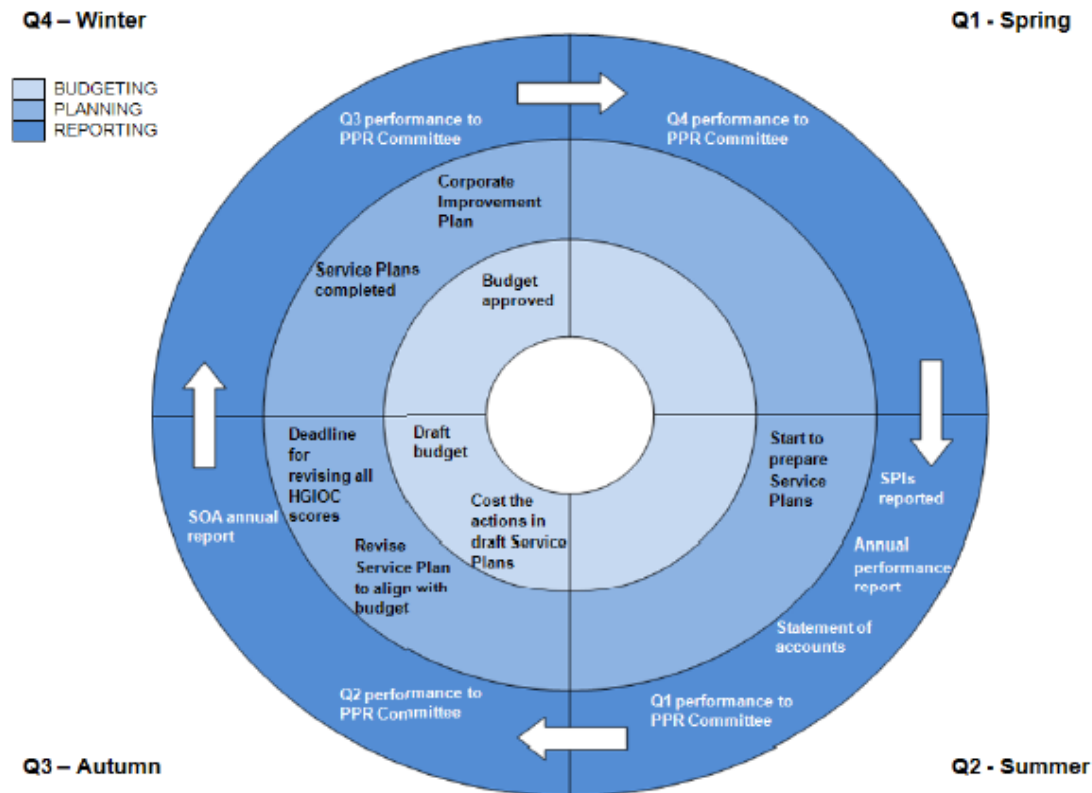 Q4 – Winter
Q1 - Spring
BUDGETING
PLANNING
REPORTING
Q3 performance to
PPR Committee
Q4 performance to
PPR Committee
Corporate
Improvement
Plan
Service Plans
completed
Budget
approved
Deadline
for
revising all
HGIOC
scores
Draft
budget
Start to
prepare
Service
Plans
SPIs
reported
SOA annual
report
Cost the
actions in
draft Service
Plans
Revise
Service Plan
to align with
budget
Annual
performance
report
Statement of
accounts
Q2 performance to
PPR Committee
Q1 performance to
PPR Committee
Q3 – Autumn
Q2 - Summer